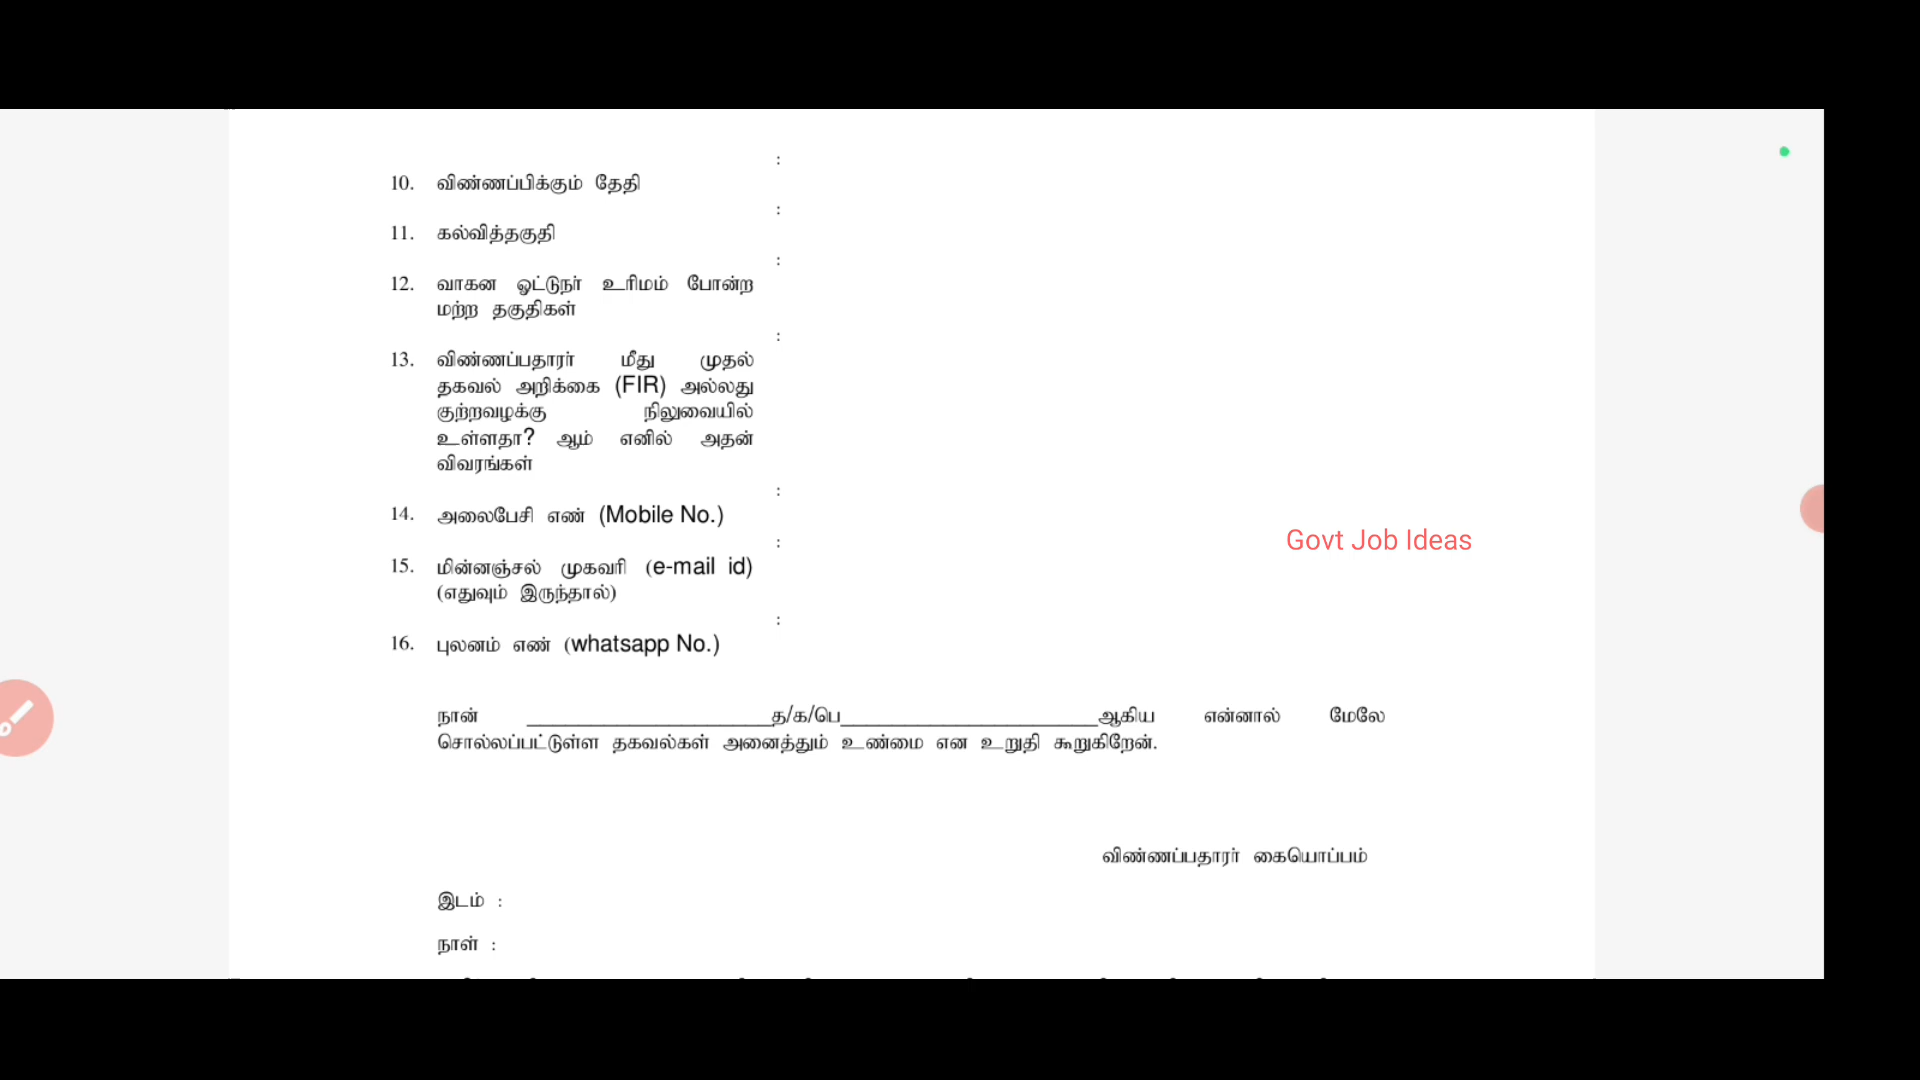 :
10. விண்ணப்பிக்கும் தேதி
:
11. கல்வித்தகுதி
:
12. வாகன ஓட்டுநர் உரிமம் போன்ற
மற்ற தகுதிகள்
:
13. விண்ணப்பதாரர் மீது முதல்
தகவல் அறிக்கை (FIR) அல்லது
குற்றவழக்கு நிலுவையில்
உள்ளதா? ஆம் எனில் அதன்
விவரங்கள்
:
14. அலைபேசி எண் (Mobile No.)
:
Govt Job Ideas
15. மின்னஞ்சல் முகவரி (e-mail id)
(எதுவும் இருந்தால்)
:
16. புலனம் எண் (whatsapp No.)
நான் ____________________த/க/பெ____________________ஆகிய என்னால் மேலே
சொல்லப்பட்டுள்ள தகவல்கள் அனைத்தும் உண்மை என உறுதி கூறுகிறேன்.
விண்ணப்பதாரர் கையொப்பம்
இடம் :
நாள் :